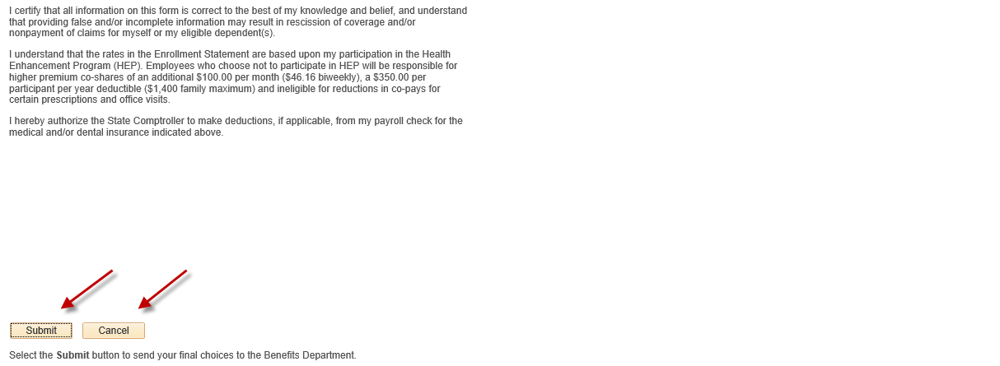 I certify that all information on this form is correct to the best of my knowledge and belief, and understand
that providing false and/or incomplete information may result in rescission of coverage and/or
nonpayment of claims for myself or my eligible dependent(s).
I understand that the rates in the Enrollment Statement are based upon my participation in the Health
Enhancement Program (HEP). Employees who choose not to participate in HEP will be responsible for
higher premium co-shares of an additional $100.00 per month ($46.16 biweekly), a $350.00 per
participant per year deductible ($1,400 family maximum) and ineligible for reductions in co-pays for
certain prescriptions and office visits.
I hereby authorize the State Comptroller to make deductions, if applicable, from my payroll check for the
medical and/or dental insurance indicated above.
Submit Cancel
Select the Submit button to send your final choices to the Benefits Department.